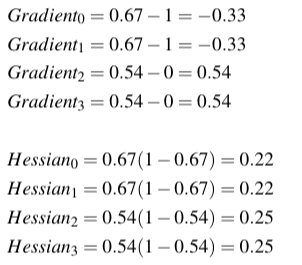 Gradient₀ = 0.67 − 1 = −0.33
Gradient₁ = 0.67 − 1 = −0.33
Gradient₂ = 0.54 − 0 = 0.54
Gradient₃ = 0.54 − 0 = 0.54
Hessian₀ = 0.67(1 − 0.67) = 0.22
Hessian₁ = 0.67(1 − 0.67) = 0.22
Hessian₂ = 0.54(1 − 0.54) = 0.25
Hessian₃ = 0.54(1 − 0.54) = 0.25